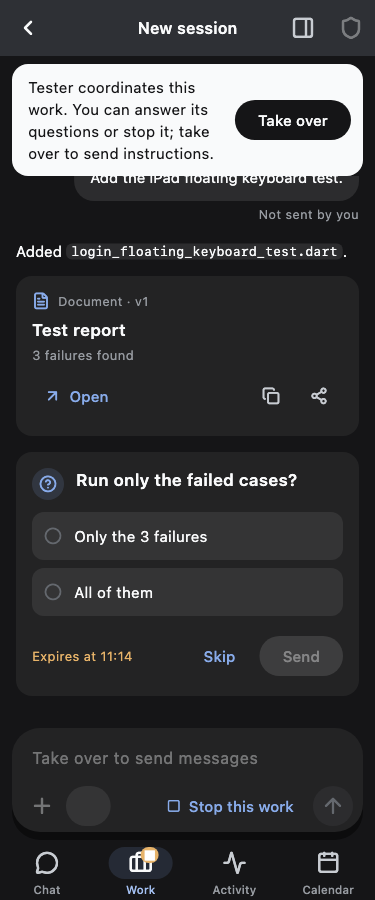 New session
Tester coordinates this
work. You can answer its
questions or stop it; take
over to send instructions.
Take over
Add the iPad floating keyboard test.
Not sent by you
Added login_floating_keyboard_test.dart.
Document · v1
Test report
3 failures found
Open
Run only the failed cases?
Only the 3 failures
All of them
Expires at 11:14
Skip
Send
Take over to send messages
Stop this work
Chat
Work
Activity
Calendar